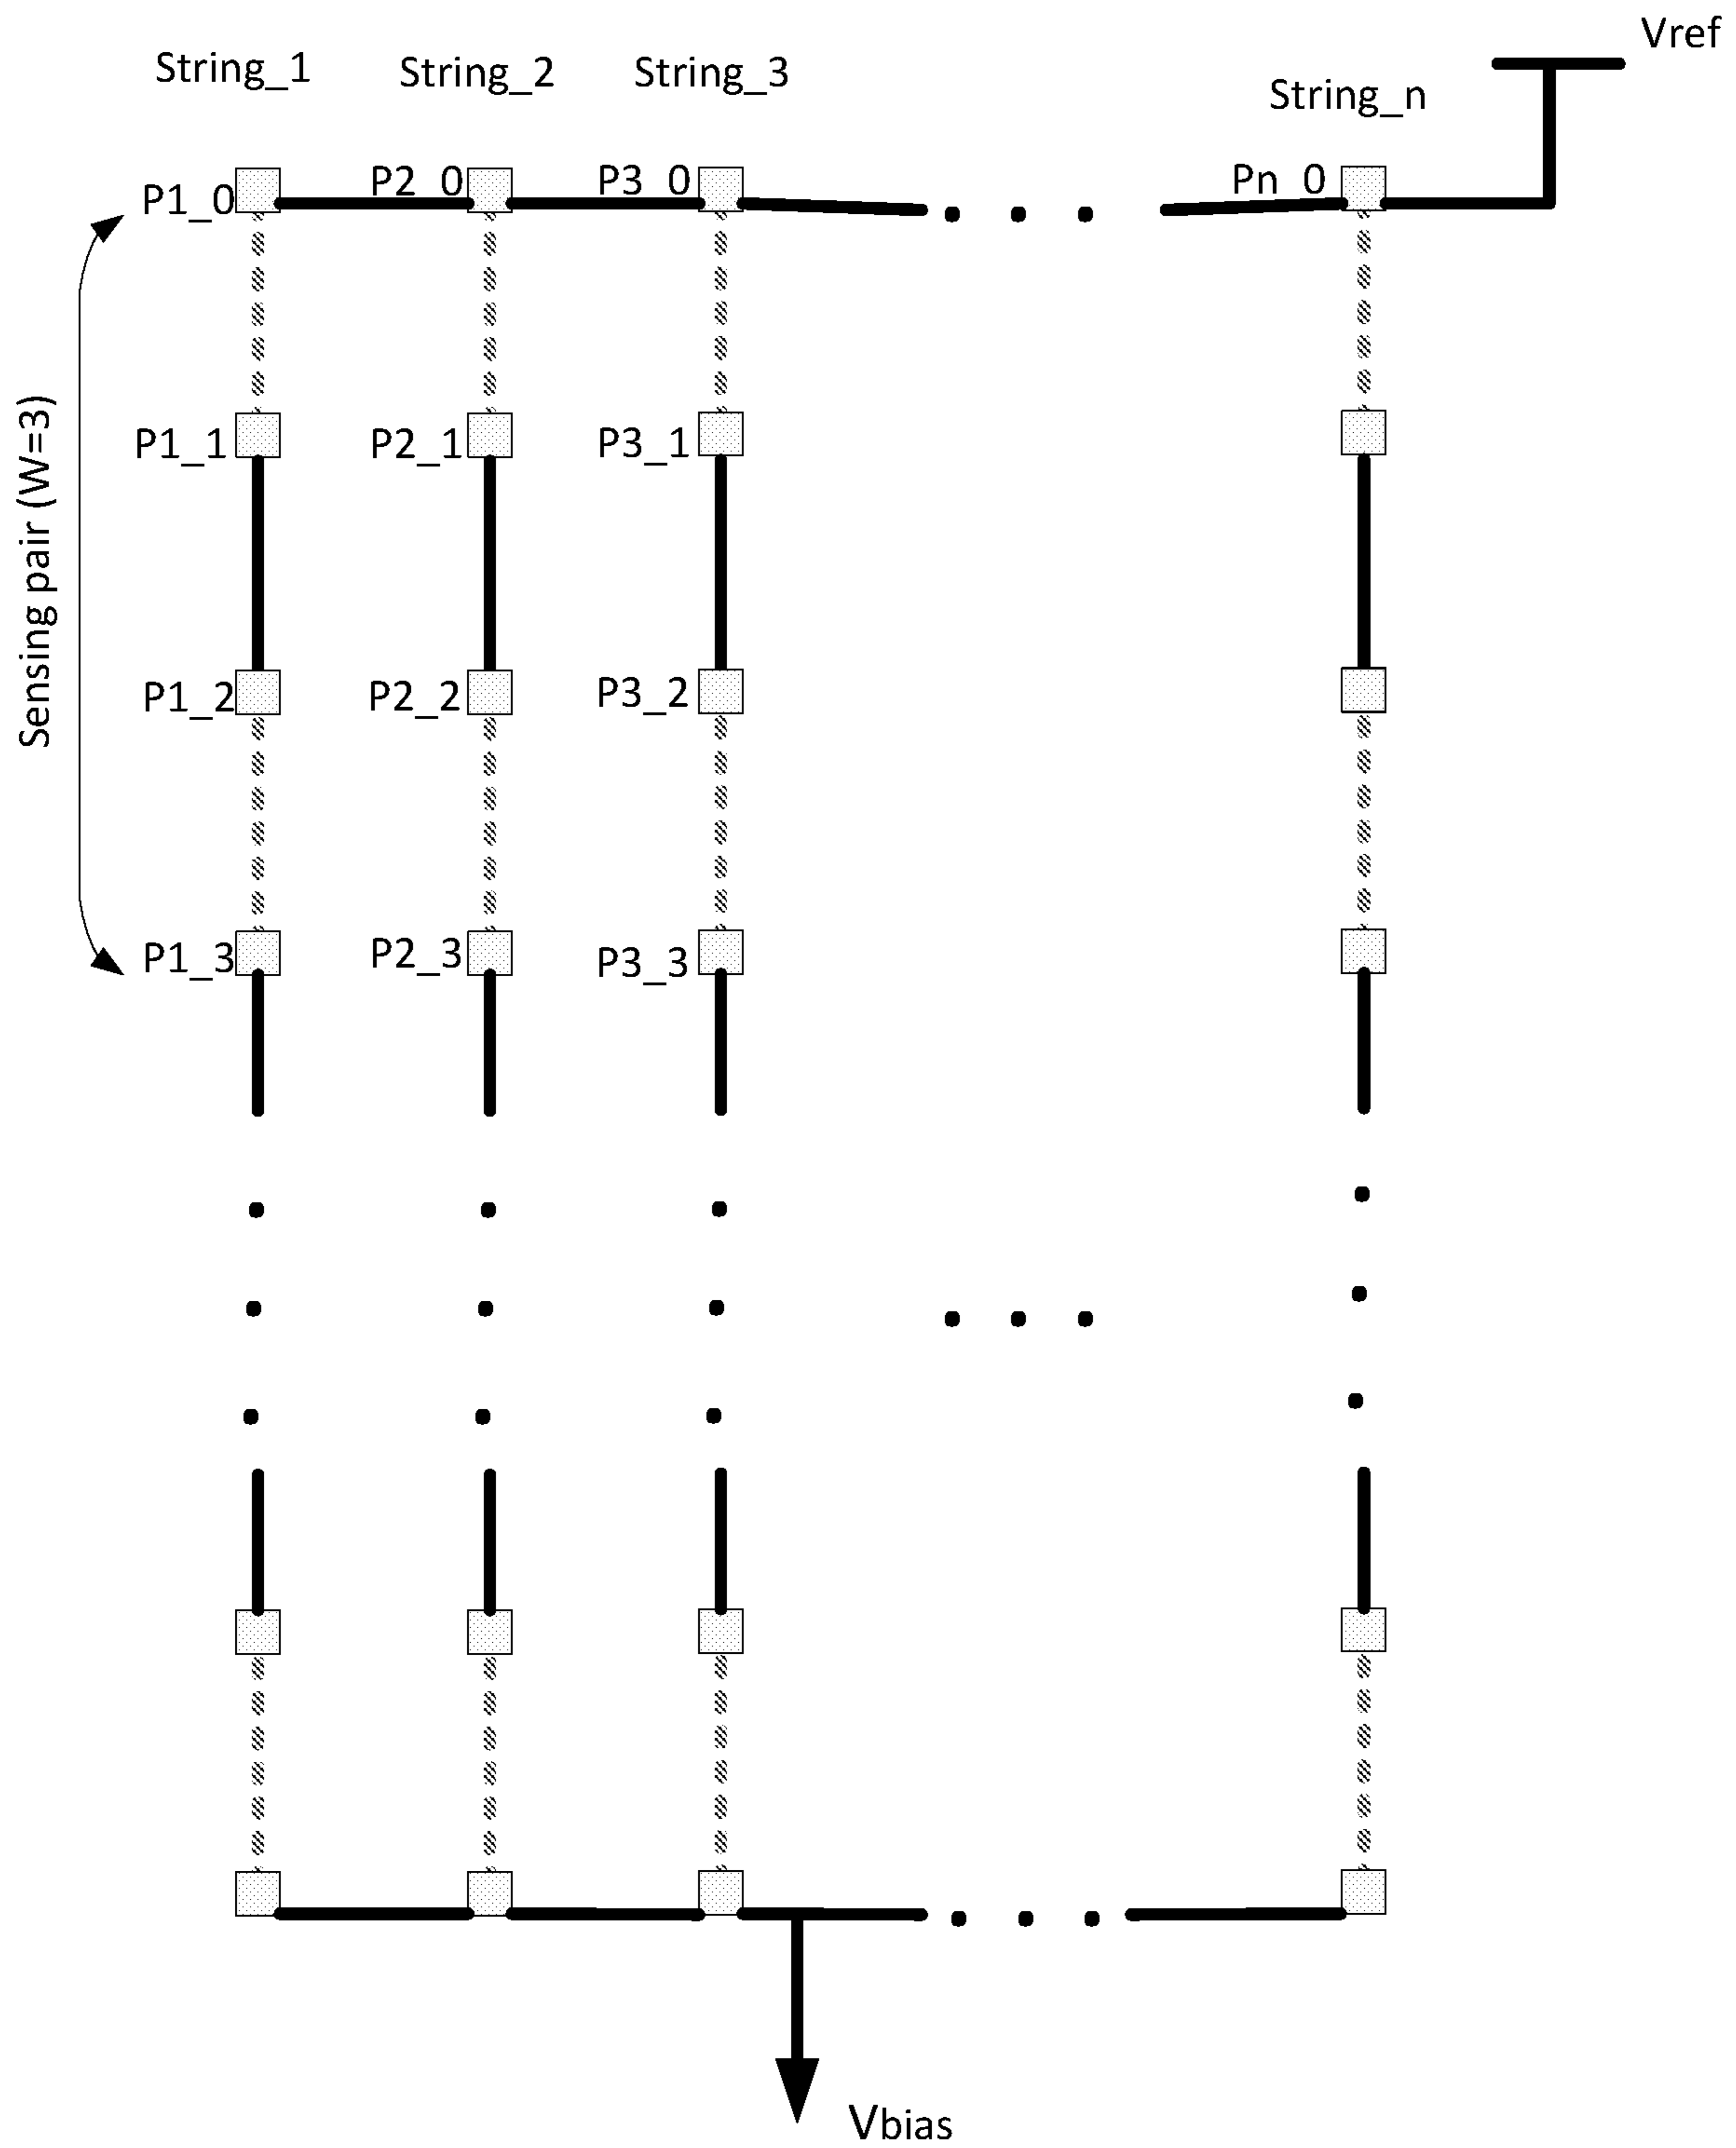 Vref
String_1
String_2
String_3
String_n
P1_0
P2_0
P3_0
Pn_0
Sensing pair (W=3)
P1_1
P2_1
P3_1
P1_2
P2_2
P3_2
P1_3
P2_3
P3_3
Vbias